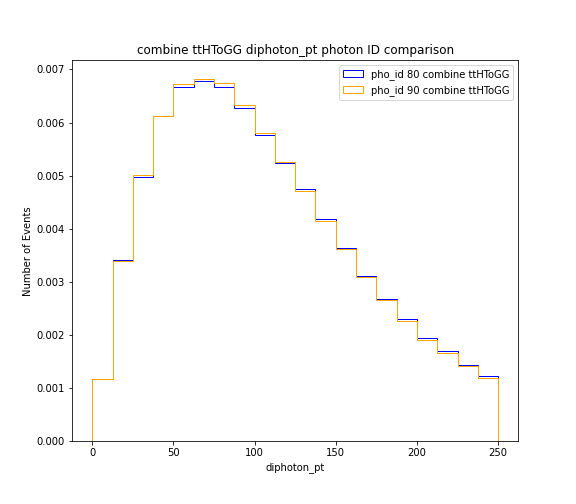 combine ttHToGG diphoton_pt photon ID comparison
pho_id 80 combine ttHToGG
pho_id 90 combine ttHToGG
0.007
0.006
0.005
0.004
0.003
0.002
0.001
0.000
Number of Events
0 50 100 150 200 250
diphoton_pt